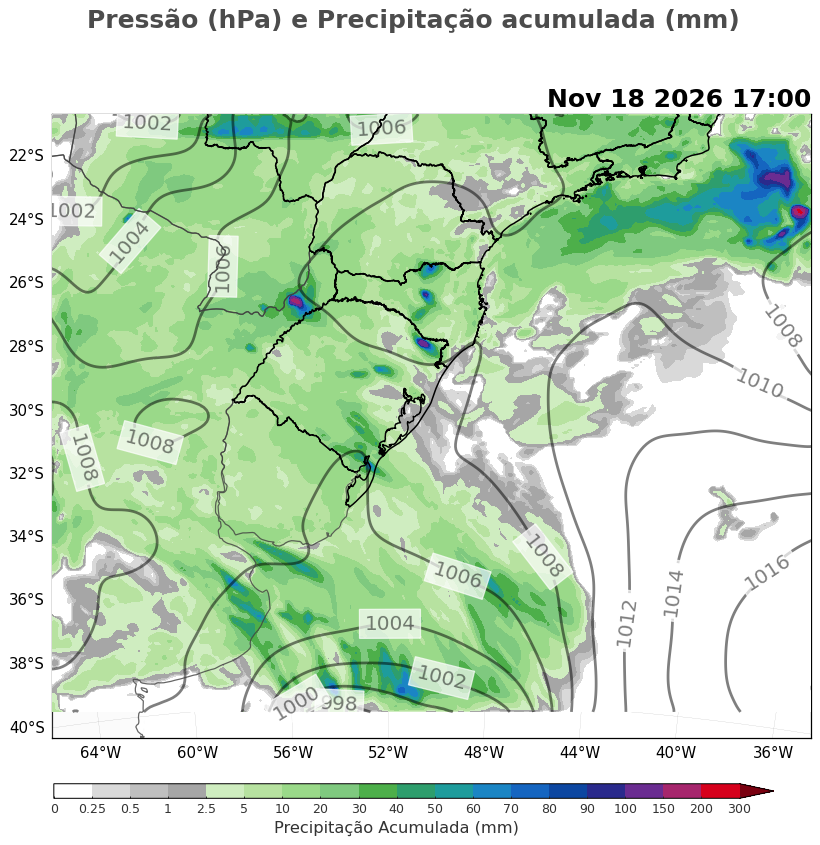 Pressão (hPa) e Precipitação acumulada (mm)
Nov 18 2026 17:00
1002
1006
22°S
1002
24°S
1004
1006
26°S
1008
28°S
1010
30°S
1008
1008
32°S
34°S
1008
1006
1016
1014
36°S
1004
1012
38°S
1002
1000
998
40°S
64°W 60°W 56°W 52°W 48°W 44°W 40°W 36°W
0 0.25 0.5 1 2.5 5 10 20 30 40 50 60 70 80 90 100 150 200 300
Precipitação Acumulada (mm)